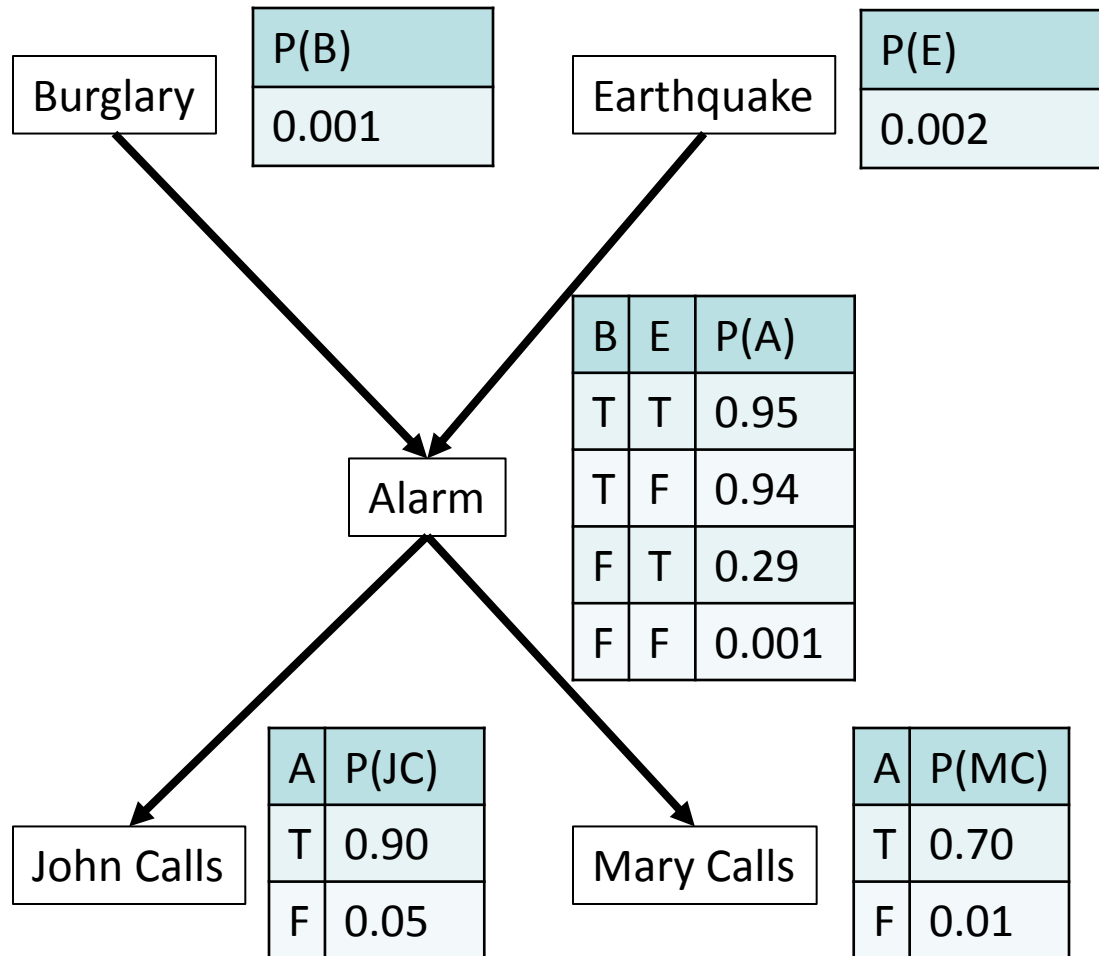 P(B)
0.001
Burglary
P(E)
0.002
Earthquake
B E P(A)
T T 0.95
T F 0.94
F T 0.29
F F 0.001
Alarm
A P(JC)
T 0.90
F 0.05
John Calls
A P(MC)
T 0.70
F 0.01
Mary Calls